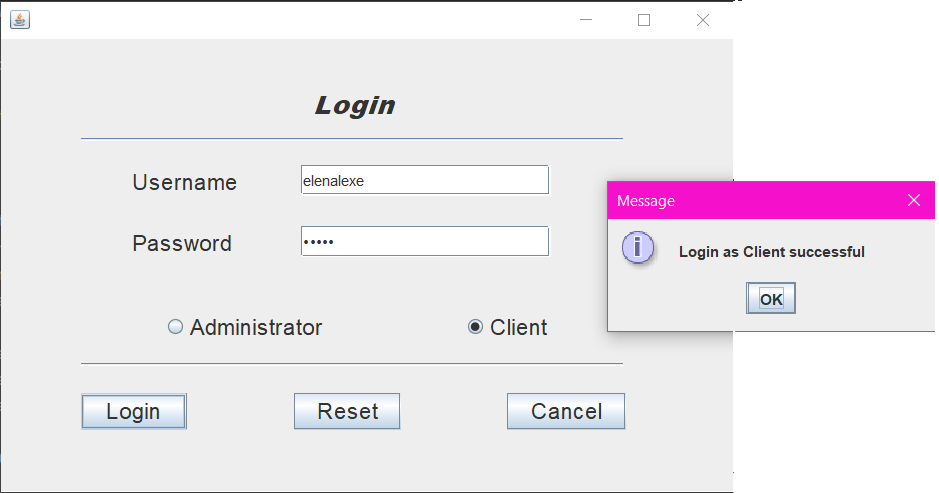 Login
Username
elenalexe
Password
•••••
Administrator
Client
Login
Reset
Cancel
Message
Login as Client successful
OK